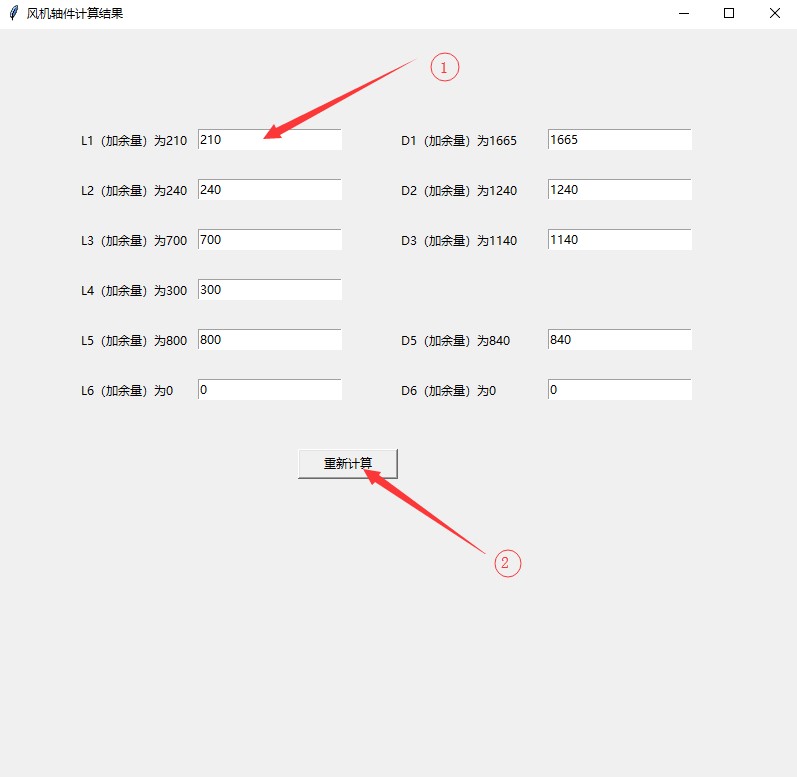 风机轴件计算结果
①
L1（加余量）为210 210 D1（加余量）为1665 1665
L2（加余量）为240 240 D2（加余量）为1240 1240
L3（加余量）为700 700 D3（加余量）为1140 1140
L4（加余量）为300 300
L5（加余量）为800 800 D5（加余量）为840 840
L6（加余量）为0 0 D6（加余量）为0 0
重新计算
②